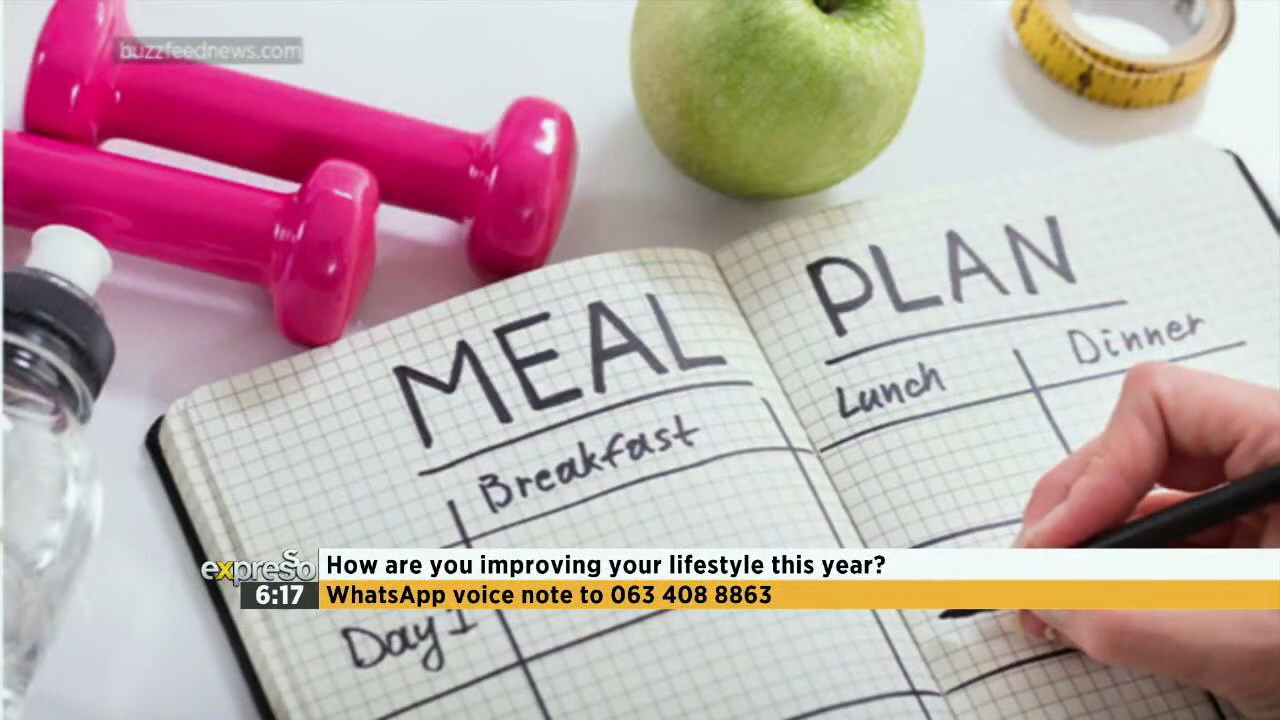 buzzfeednews.com
MEAL PLAN
Breakfast
Lunch
Dinner
Day 1
expresso
6:17
How are you improving your lifestyle this year?
WhatsApp voice note to 063 408 8863